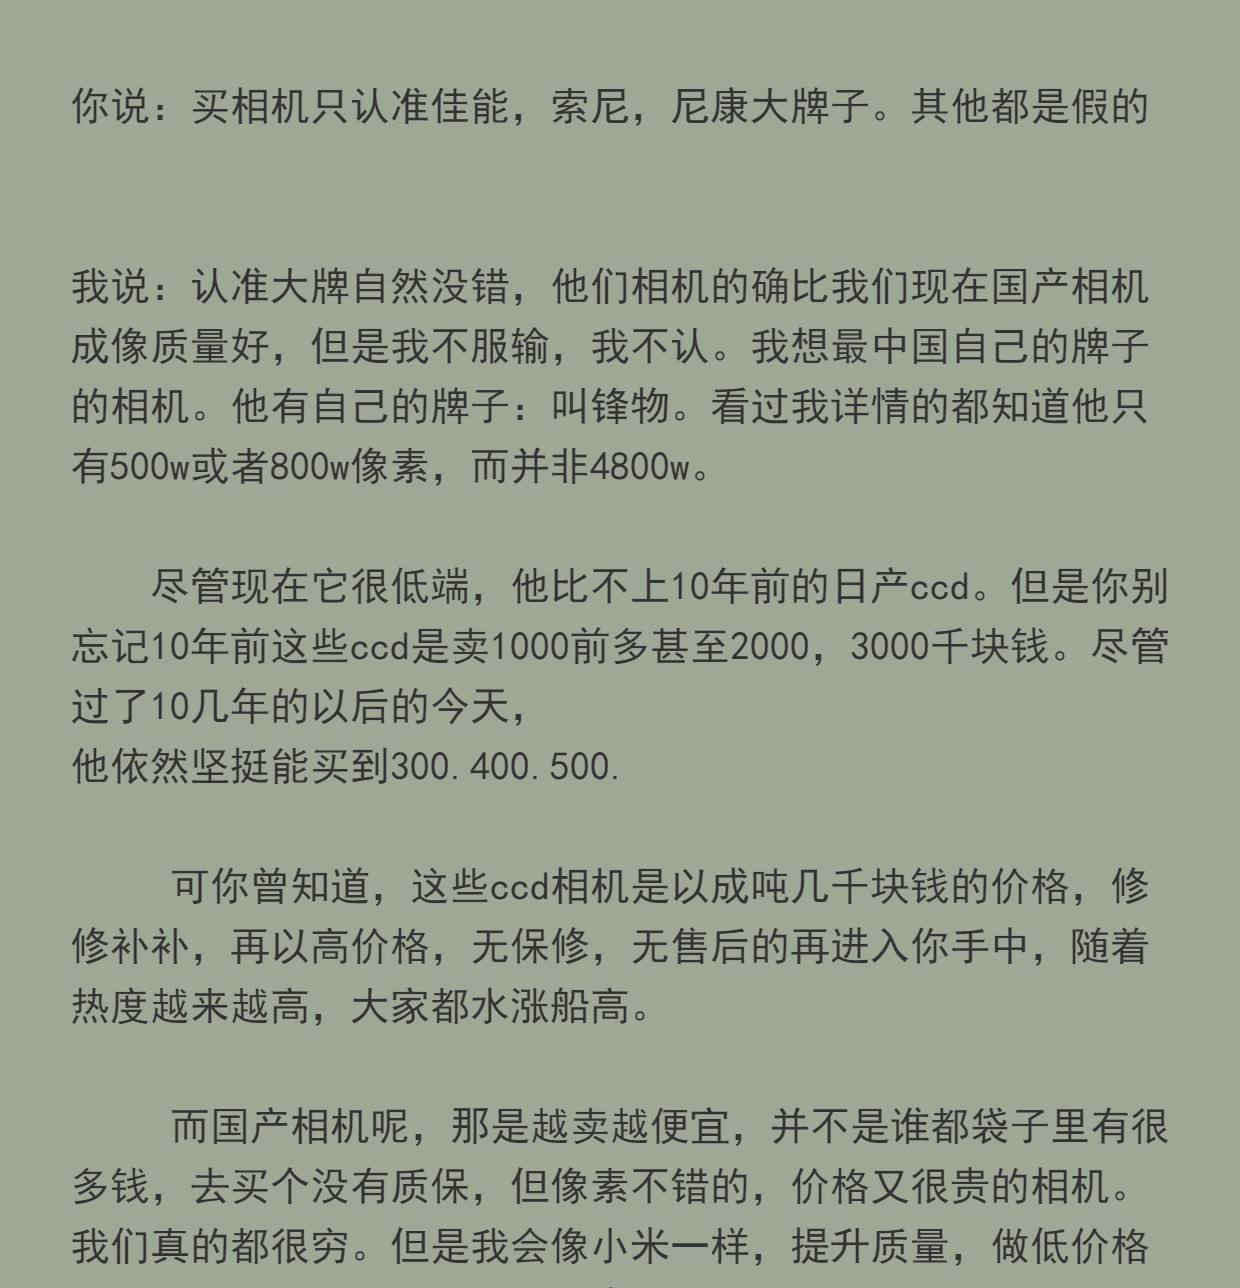 你说：买相机只认准佳能，索尼，尼康大牌子。其他都是假的
我说：认准大牌自然没错，他们相机的确比我们现在国产相机
成像质量好，但是我不服输，我不认。我想最中国自己的牌子
的相机。他有自己的牌子：叫锋物。看过我详情的都知道他只
有500w或者800w像素，而并非4800w。
尽管现在它很低端，他比不上10年前的日产ccd。但是你别
忘记10年前这些ccd是卖1000前多甚至2000，3000千块钱。尽管
过了10几年的以后的今天，
他依然坚挺能买到300.400.500.
可你曾知道，这些ccd相机是以成吨几千块钱的价格，修
修补补，再以高价格，无保修，无售后的再进入你手中，随着
热度越来越高，大家都水涨船高。
而国产相机呢，那是越卖越便宜，并不是谁都袋子里有很
多钱，去买个没有质保，但像素不错的，价格又很贵的相机。
我们真的都很穷。但是我会像小米一样，提升质量，做低价格